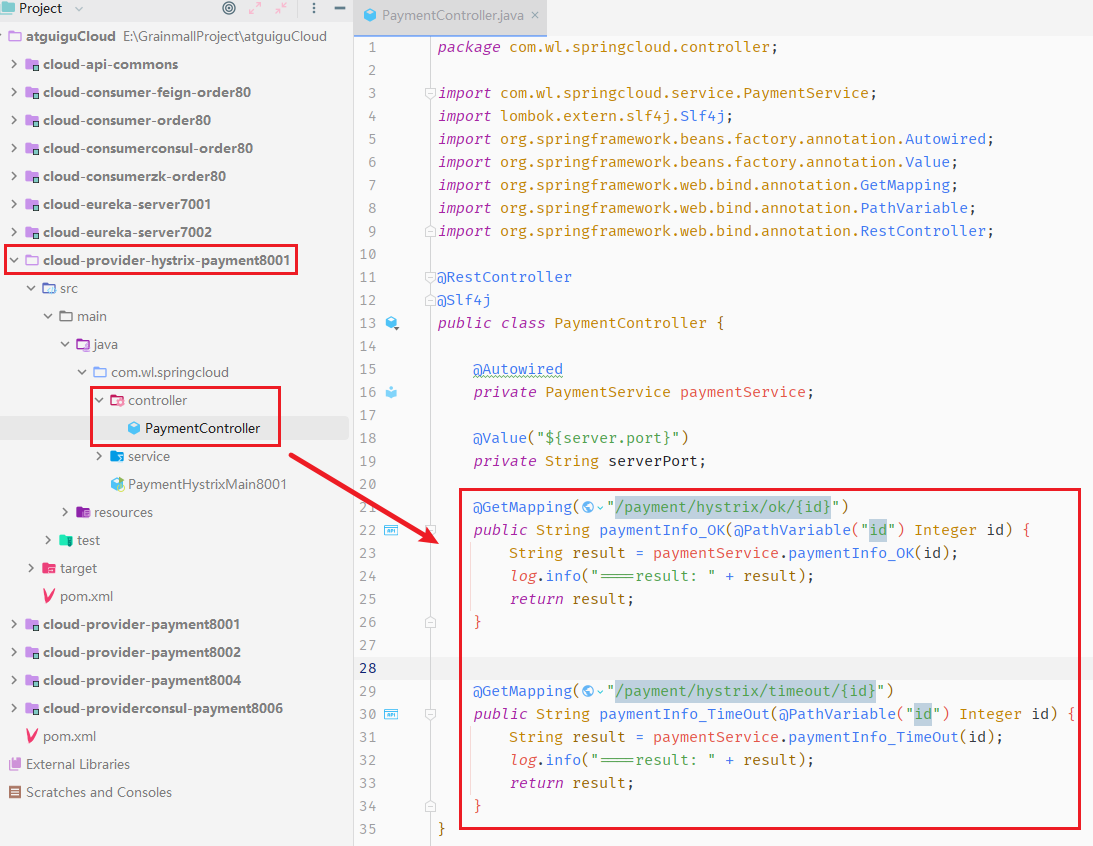 Project
atguiguCloud E:\GrainmallProject\atguiguCloud
cloud-api-commons
cloud-consumer-feign-order80
cloud-consumer-order80
cloud-consumerconsul-order80
cloud-consumerzk-order80
cloud-eureka-server7001
cloud-eureka-server7002
cloud-provider-hystrix-payment8001
src
main
java
com.wl.springcloud
controller
PaymentController
service
PaymentHystrixMain8001
resources
test
target
pom.xml
cloud-provider-payment8001
cloud-provider-payment8002
cloud-provider-payment8004
cloud-providerconsul-payment8006
pom.xml
External Libraries
Scratches and Consoles
PaymentController.java ×
1 package com.wl.springcloud.controller;
2
3 import com.wl.springcloud.service.PaymentService;
4 import lombok.extern.slf4j.Slf4j;
5 import org.springframework.beans.factory.annotation.Autowired;
6 import org.springframework.beans.factory.annotation.Value;
7 import org.springframework.web.bind.annotation.GetMapping;
8 import org.springframework.web.bind.annotation.PathVariable;
9 import org.springframework.web.bind.annotation.RestController;
10
11 @RestController
12 @Slf4j
13 public class PaymentController {
14
15 @Autowired
16 private PaymentService paymentService;
17
18 @Value("${server.port}")
19 private String serverPort;
20
21 @GetMapping("/payment/hystrix/ok/{id}")
22 public String paymentInfo_OK(@PathVariable("id") Integer id) {
23 String result = paymentService.paymentInfo_OK(id);
24 log.info("====result: " + result);
25 return result;
26 }
27
28
29 @GetMapping("/payment/hystrix/timeout/{id}")
30 public String paymentInfo_TimeOut(@PathVariable("id") Integer id) {
31 String result = paymentService.paymentInfo_TimeOut(id);
32 log.info("====result: " + result);
33 return result;
34 }
35 }